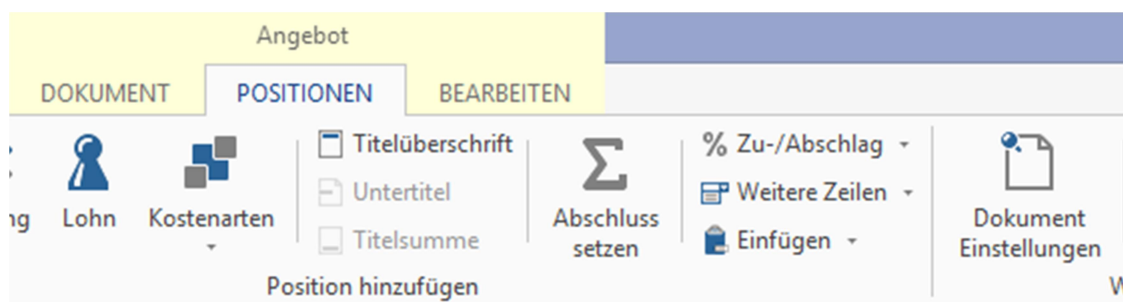 Angebot
DOKUMENT POSITIONEN BEARBEITEN
ng Lohn Kostenarten
Titelüberschrift
Untertitel
Titelsumme
Abschluss
setzen
% Zu-/Abschlag
Weitere Zeilen
Einfügen
Dokument
Einstellungen
Position hinzufügen